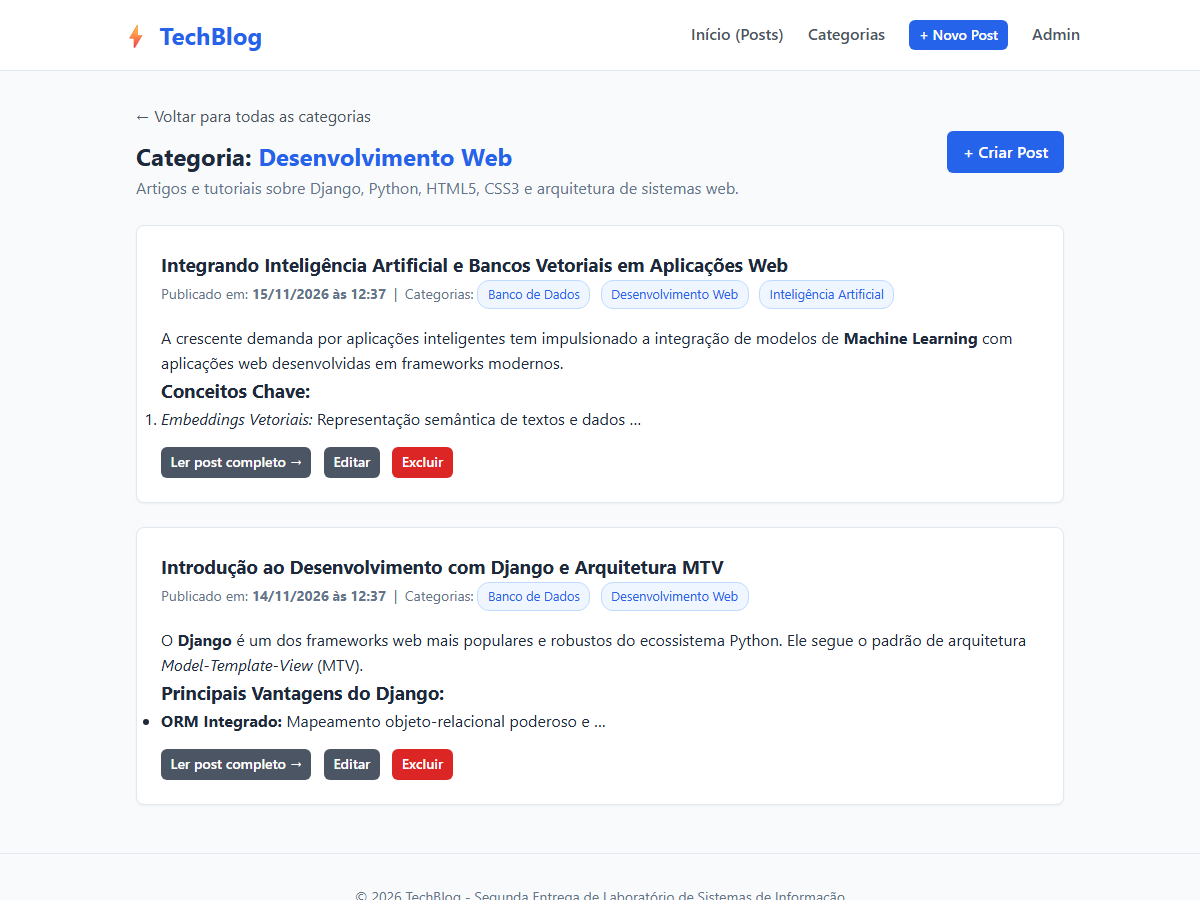 TechBlog
Início (Posts) Categorias + Novo Post Admin
← Voltar para todas as categorias
Categoria: Desenvolvimento Web
+ Criar Post
Artigos e tutoriais sobre Django, Python, HTML5, CSS3 e arquitetura de sistemas web.
Integrando Inteligência Artificial e Bancos Vetoriais em Aplicações Web
Publicado em: 15/11/2026 às 12:37 | Categorias: Banco de Dados Desenvolvimento Web Inteligência Artificial
A crescente demanda por aplicações inteligentes tem impulsionado a integração de modelos de Machine Learning com
aplicações web desenvolvidas em frameworks modernos.
Conceitos Chave:
1. Embeddings Vetoriais: Representação semântica de textos e dados ...
Ler post completo → Editar Excluir
Introdução ao Desenvolvimento com Django e Arquitetura MTV
Publicado em: 14/11/2026 às 12:37 | Categorias: Banco de Dados Desenvolvimento Web
O Django é um dos frameworks web mais populares e robustos do ecossistema Python. Ele segue o padrão de arquitetura
Model-Template-View (MTV).
Principais Vantagens do Django:
• ORM Integrado: Mapeamento objeto-relacional poderoso e ...
Ler post completo → Editar Excluir
© 2026 TechBlog - Segunda Entrega de Laboratório de Sistemas de Informação